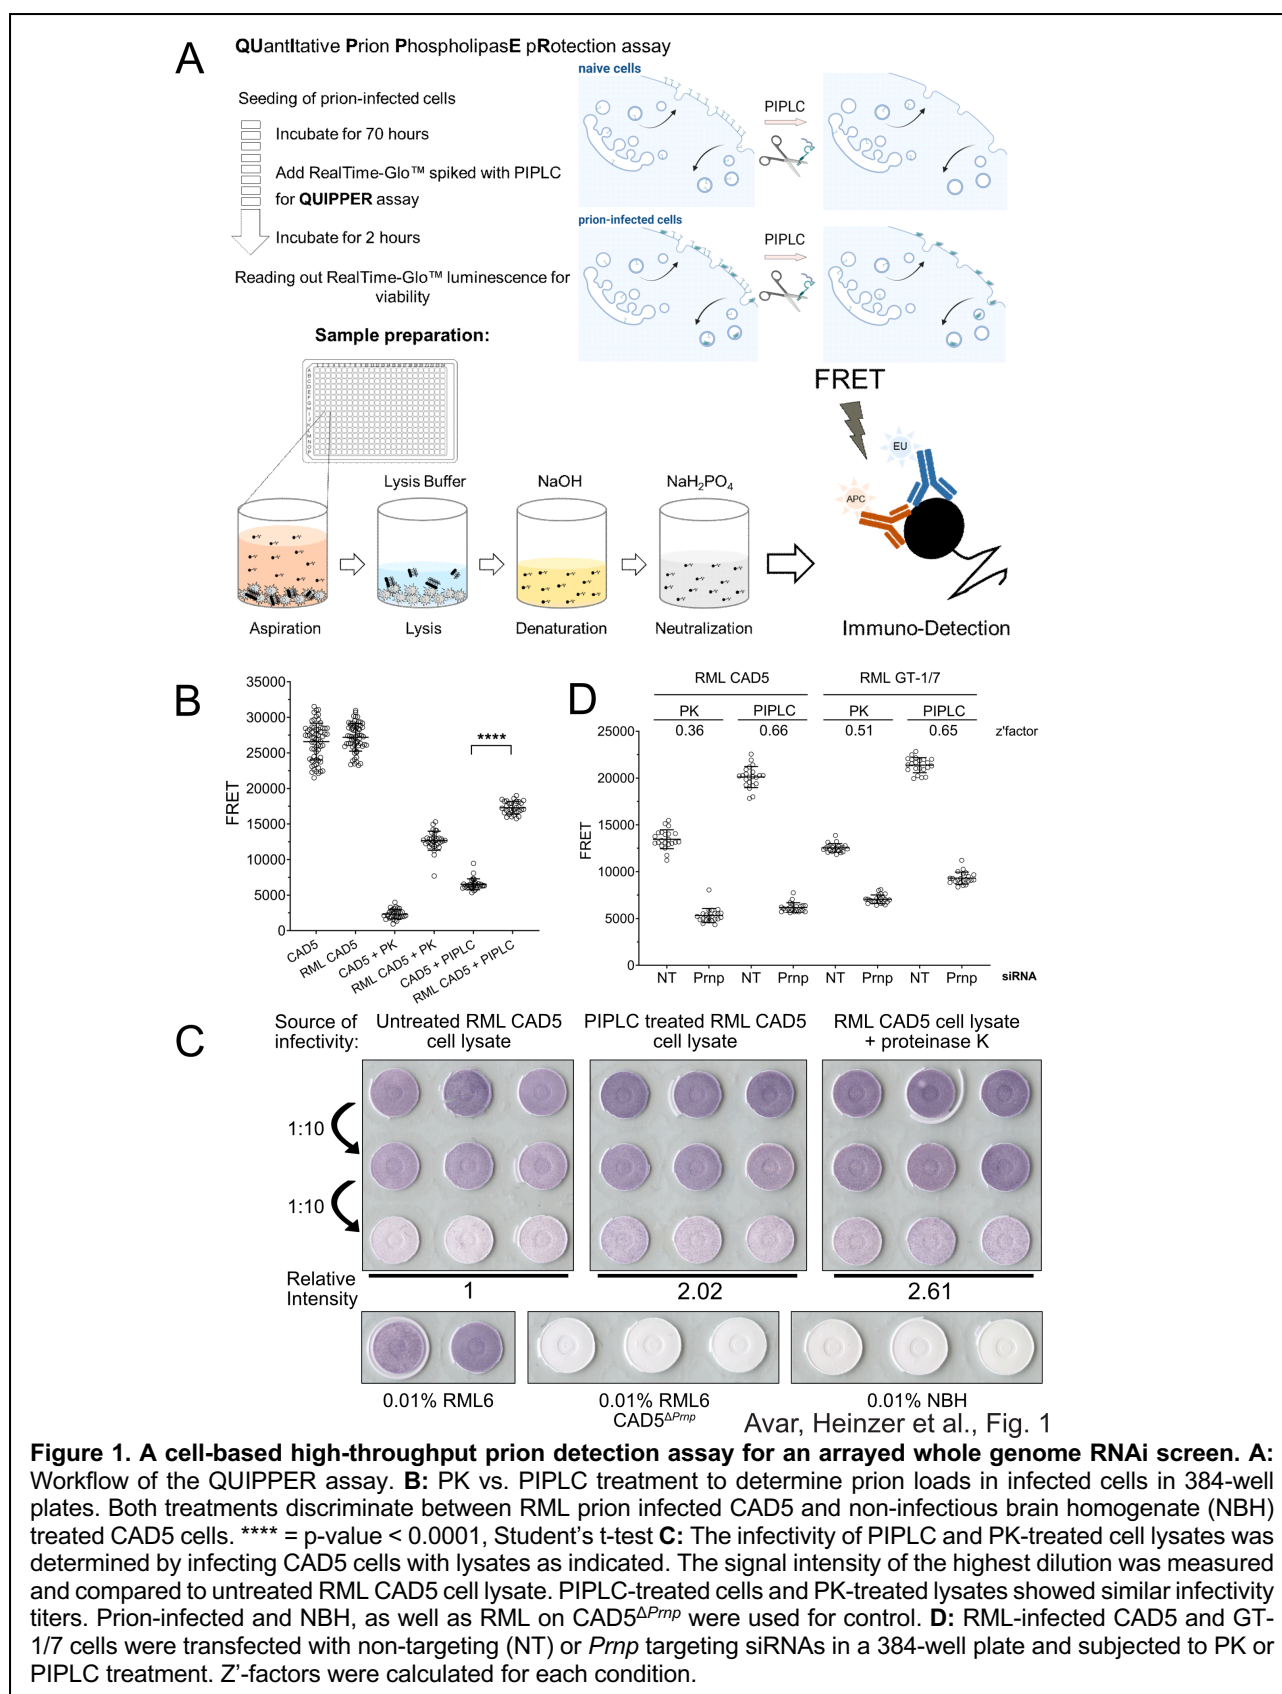 A
QUantItative Prion PhospholipasE pRotection assay
Seeding of prion-infected cells
Incubate for 70 hours
Add RealTime-Glo™ spiked with PIPLC
for QUIPPER assay
Incubate for 2 hours
Reading out RealTime-Glo™ luminescence for
viability
naive cells
PIPLC
prion-infected cells
PIPLC
Sample preparation:
FRET
EU
APC
Lysis Buffer
NaOH
NaH2PO4
Aspiration
Lysis
Denaturation
Neutralization
Immuno-Detection
B
FRET
35000
30000
25000
20000
15000
10000
5000
0
****
CAD5
RML CAD5
CAD5 + PK
RML CAD5 + PK
CAD5 + PIPLC
RML CAD5 + PIPLC
D
RML CAD5
RML GT-1/7
PK
PIPLC
PK
PIPLC
0.36
0.66
0.51
0.65
z'factor
FRET
25000
20000
15000
10000
5000
0
NT
Prnp
NT
Prnp
NT
Prnp
NT
Prnp
siRNA
C
Source of
infectivity:
Untreated RML CAD5
cell lysate
PIPLC treated RML CAD5
cell lysate
RML CAD5 cell lysate
+ proteinase K
1:10
1:10
Relative
Intensity
1
2.02
2.61
0.01% RML6
0.01% RML6
CAD5ΔPrnp
0.01% NBH
Avar, Heinzer et al., Fig. 1
Figure 1. A cell-based high-throughput prion detection assay for an arrayed whole genome RNAi screen. A:
Workflow of the QUIPPER assay. B: PK vs. PIPLC treatment to determine prion loads in infected cells in 384-well
plates. Both treatments discriminate between RML prion infected CAD5 and non-infectious brain homogenate (NBH)
treated CAD5 cells. **** = p-value < 0.0001, Student's t-test C: The infectivity of PIPLC and PK-treated cell lysates was
determined by infecting CAD5 cells with lysates as indicated. The signal intensity of the highest dilution was measured
and compared to untreated RML CAD5 cell lysate. PIPLC-treated cells and PK-treated lysates showed similar infectivity
titers. Prion-infected and NBH, as well as RML on CAD5ΔPrnp were used for control. D: RML-infected CAD5 and GT-
1/7 cells were transfected with non-targeting (NT) or Prnp targeting siRNAs in a 384-well plate and subjected to PK or
PIPLC treatment. Z'-factors were calculated for each condition.